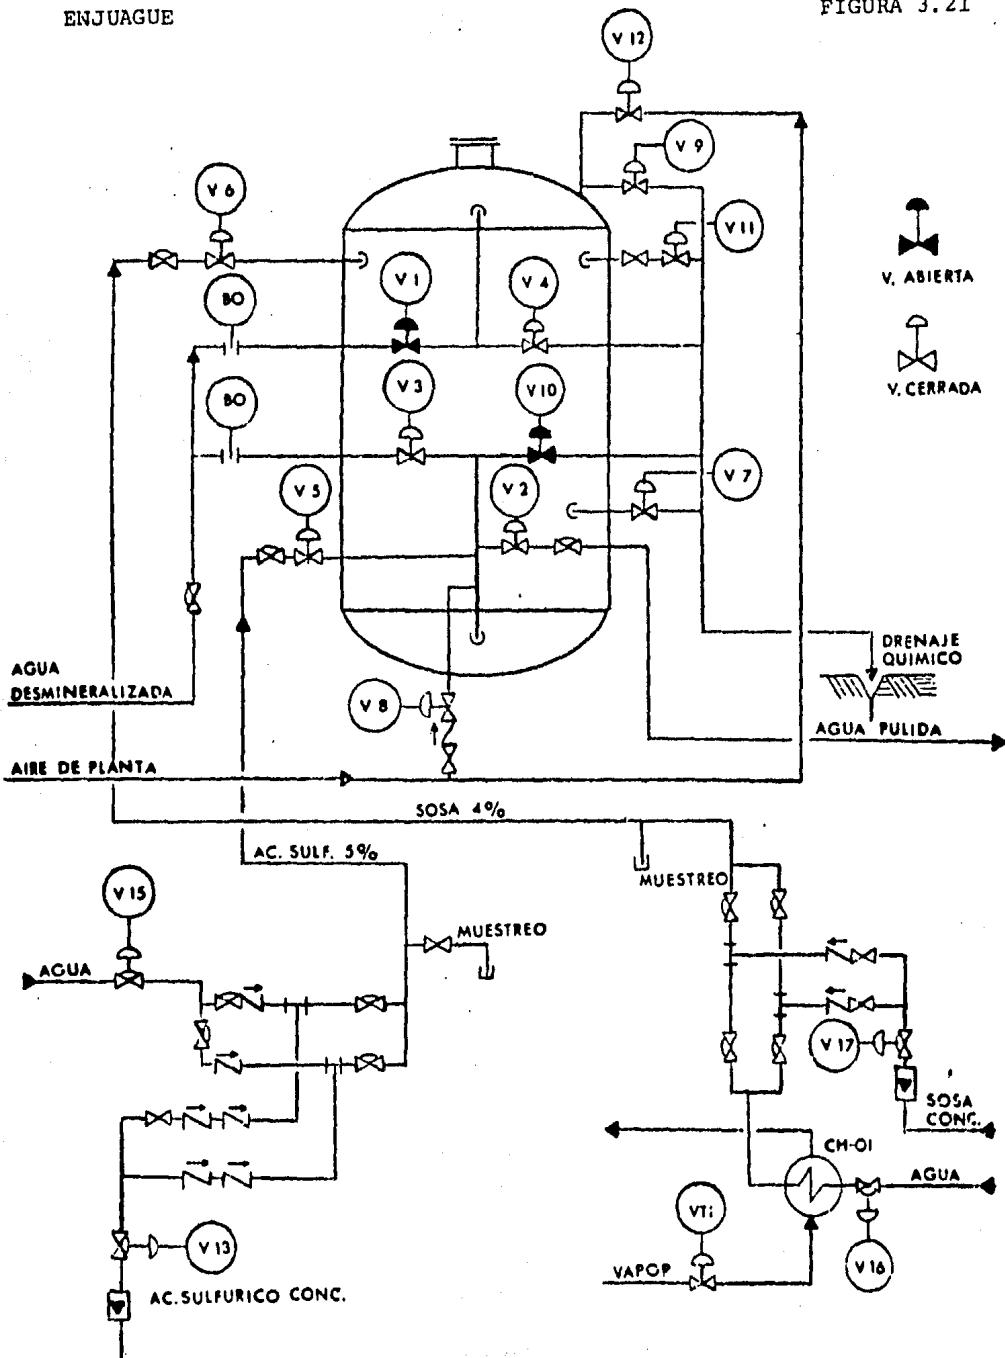 ENJUAGUE
FIGURA 3.21
V 12
V 9
V 6
V 11
V 1
V 4
BO
V. ABIERTA
V 3
V 10
BO
V. CERRADA
V 5
V 2
V 7
DRENAJE
QUIMICO
AGUA
DESMINERALIZADA
V 8
AGUA PULIDA
AIRE DE PLANTA
SOSA 4%
AC. SULF. 5%
MUESTREO
V 15
MUESTREO
AGUA
V 17
SOSA
CONC.
CH-01
AGUA
VTi
V 13
VAPOP
V 16
AC. SULFURICO CONC.